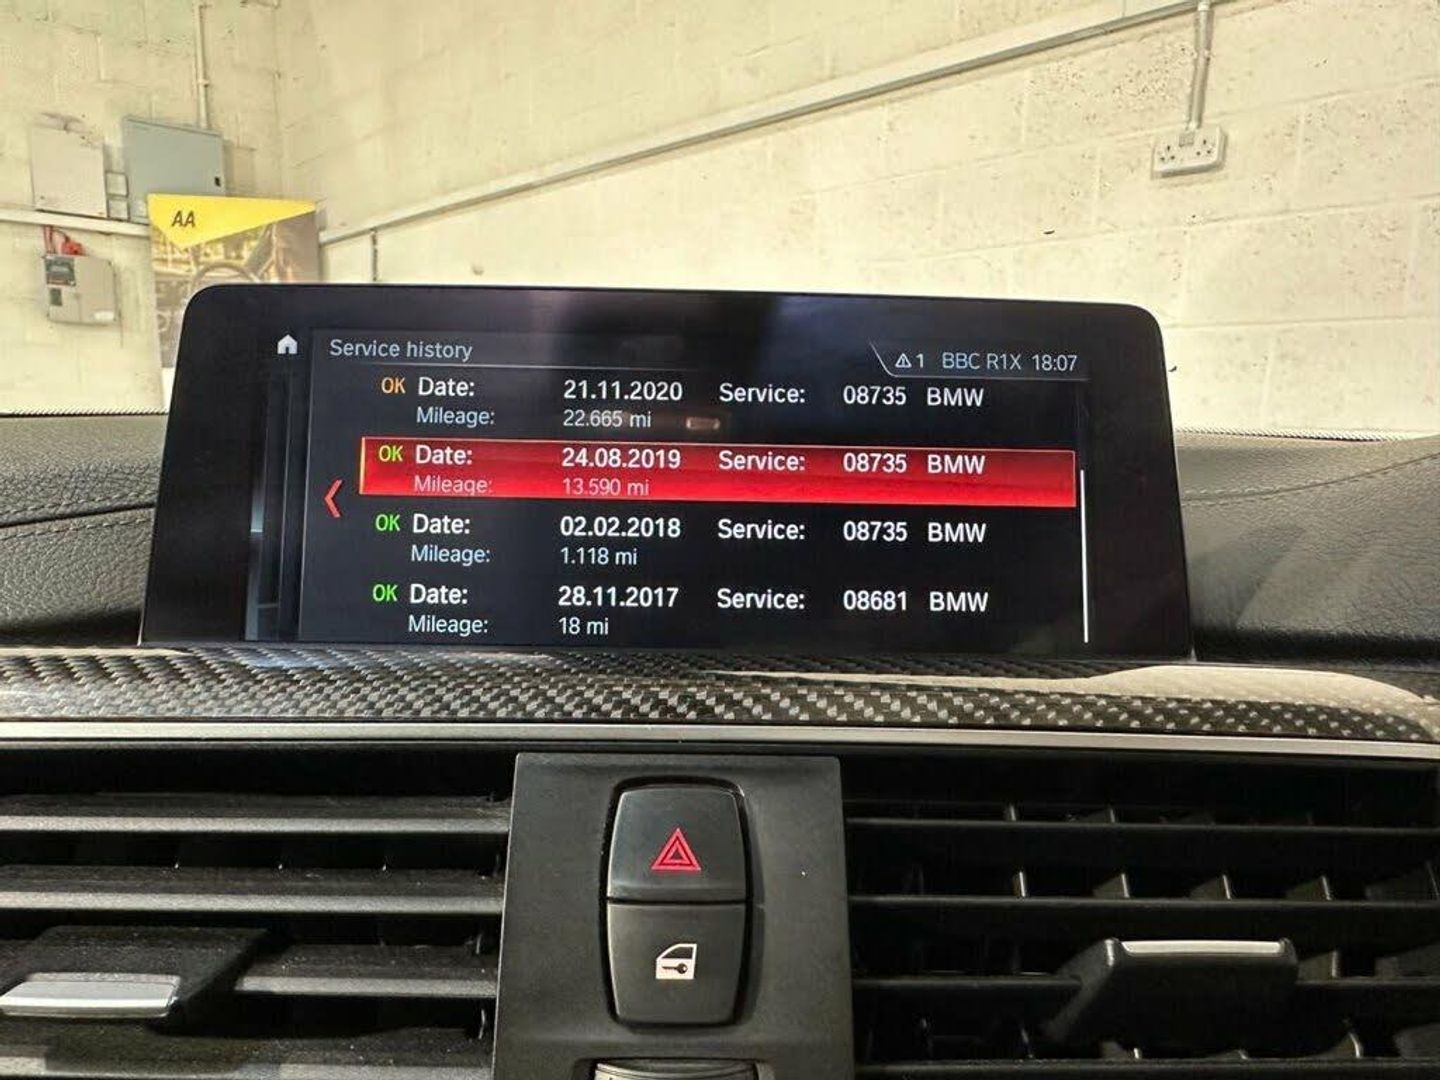 AA
Service history
1 BBC R1X 18:07
OK Date: 21.11.2020 Service: 08735 BMW
Mileage: 22.665 mi
OK Date: 24.08.2019 Service: 08735 BMW
Mileage: 13.590 mi
OK Date: 02.02.2018 Service: 08735 BMW
Mileage: 1.118 mi
OK Date: 28.11.2017 Service: 08681 BMW
Mileage: 18 mi